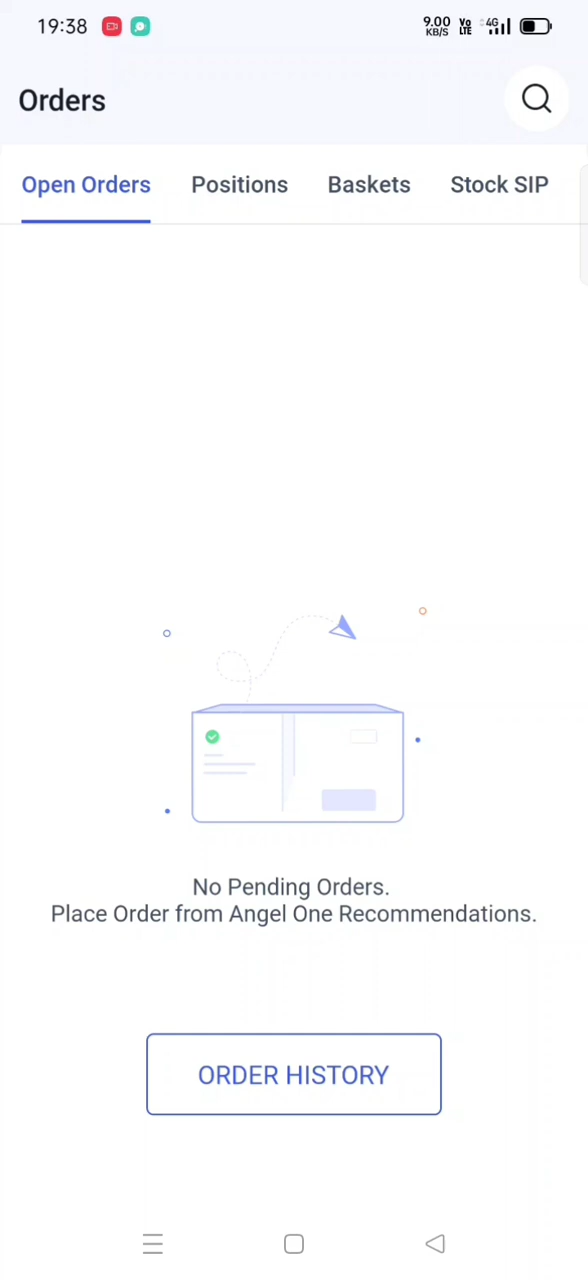 19:38
9.00 KB/S
Vo LTE
4G
Orders
Open Orders Positions Baskets Stock SIP
No Pending Orders.
Place Order from Angel One Recommendations.
ORDER HISTORY